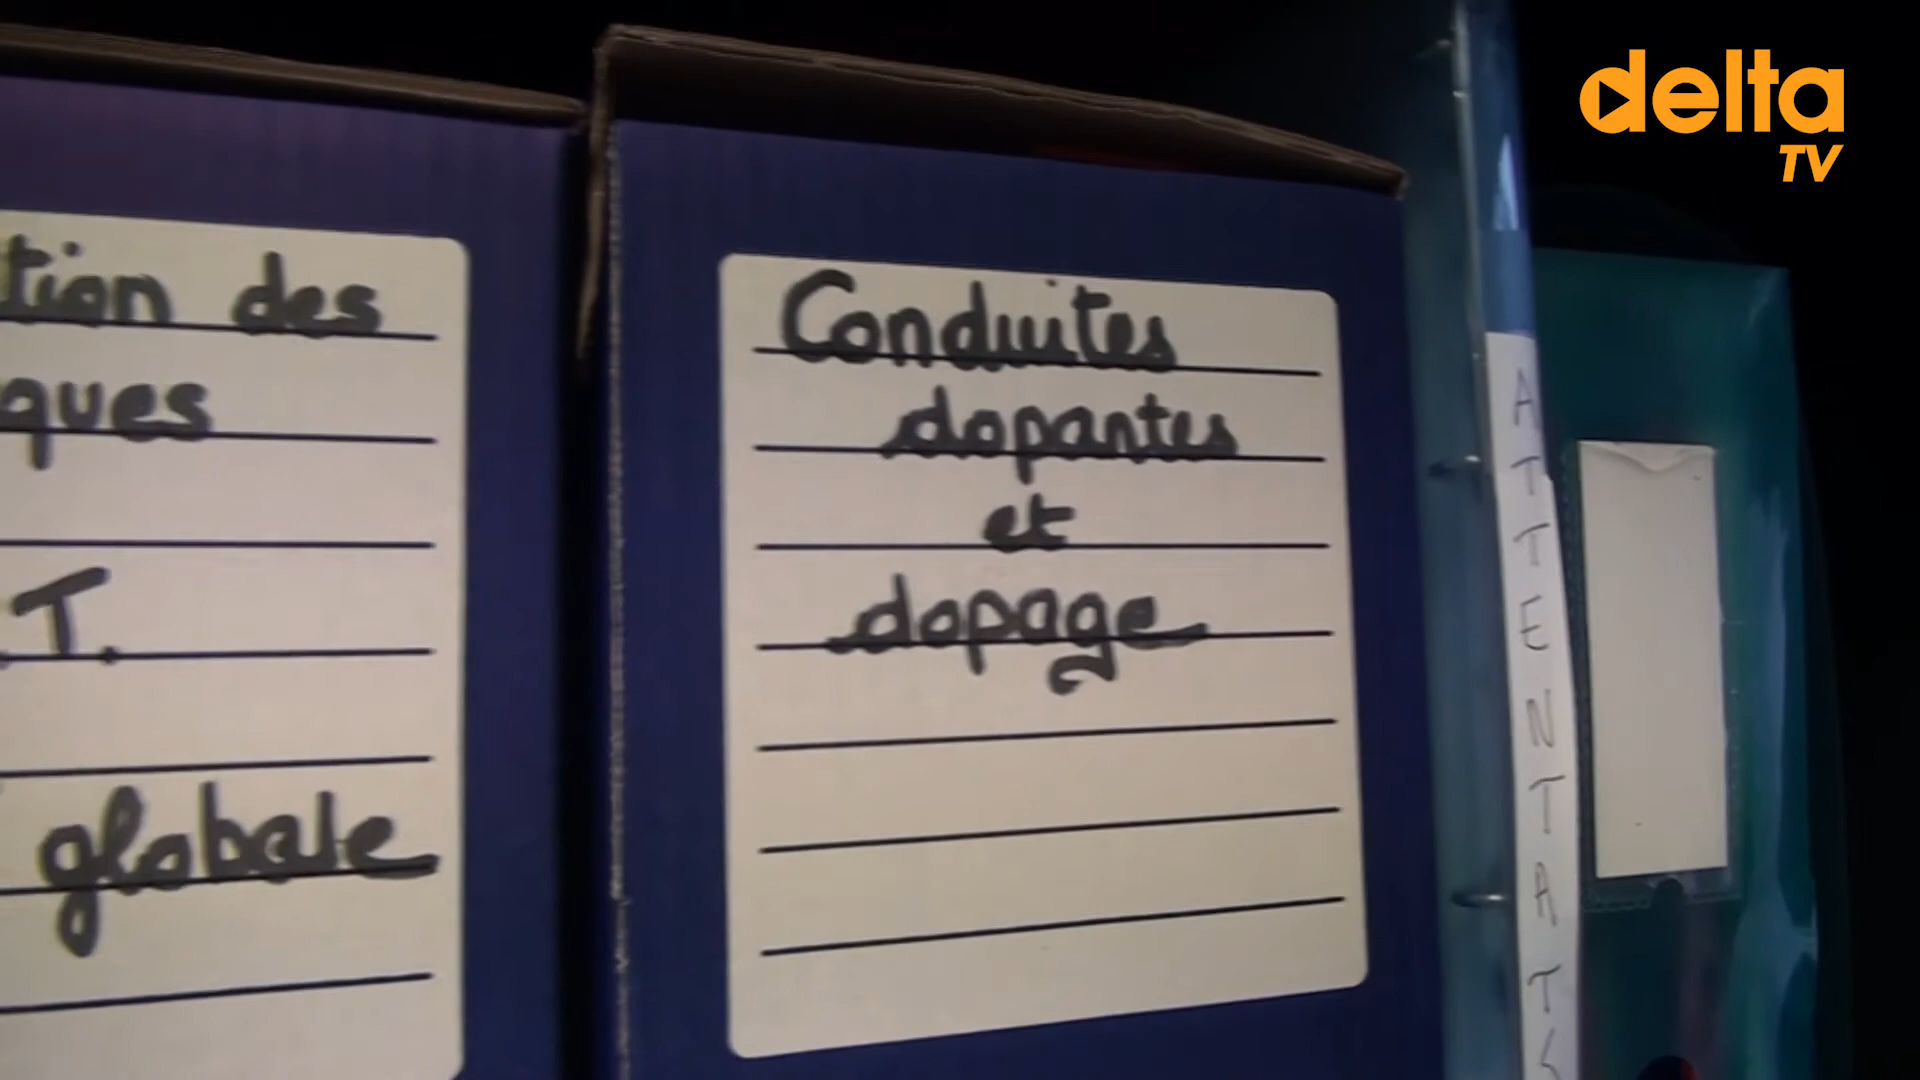 tion des
ques
.T.
globale
Conduites
dopantes
et
dopage
ATTENTATS
delta
TV